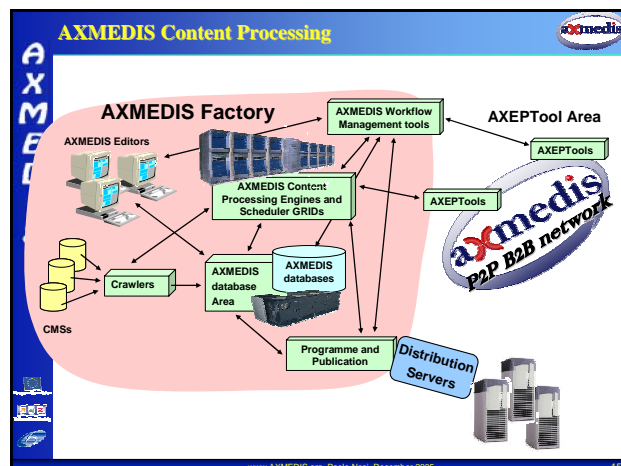 AXMEDIS Content Processing
axmedis
AXMED
AXMEDIS Factory
AXMEDIS Editors
AXMEDIS Workflow
Management tools
AXEPTool Area
AXEPTools
AXMEDIS Content
Processing Engines and
Scheduler GRIDs
AXEPTools
axmedis
P2P B2B network
AXMEDIS
database
Area
AXMEDIS
databases
Crawlers
CMSs
Programme and
Publication
Distribution
Servers